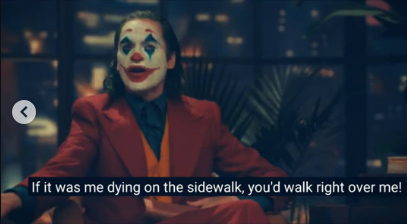 If it was me dying on the sidewalk, you'd walk right over me!